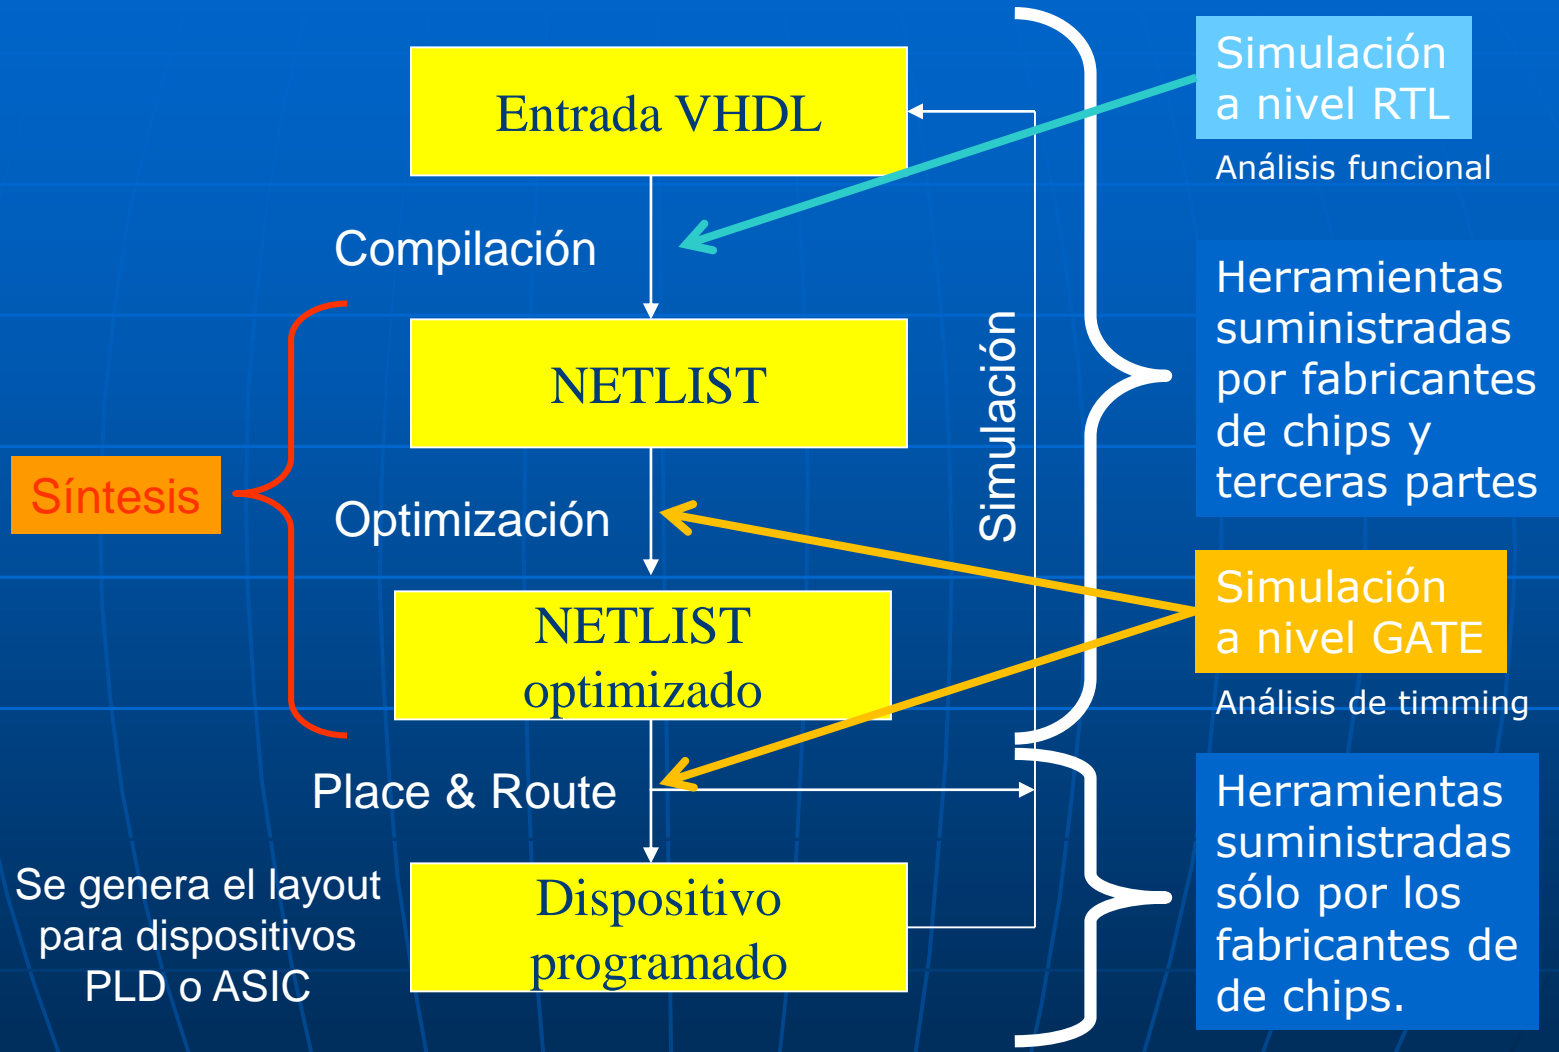 Entrada VHDL
Simulación
a nivel RTL
Análisis funcional
Compilación
Herramientas
suministradas
por fabricantes
de chips y
terceras partes
NETLIST
Simulación
Síntesis
Optimización
Simulación
a nivel GATE
Análisis de timming
NETLIST
optimizado
Place & Route
Herramientas
suministradas
sólo por los
fabricantes de
de chips.
Se genera el layout
para dispositivos
PLD o ASIC
Dispositivo
programado